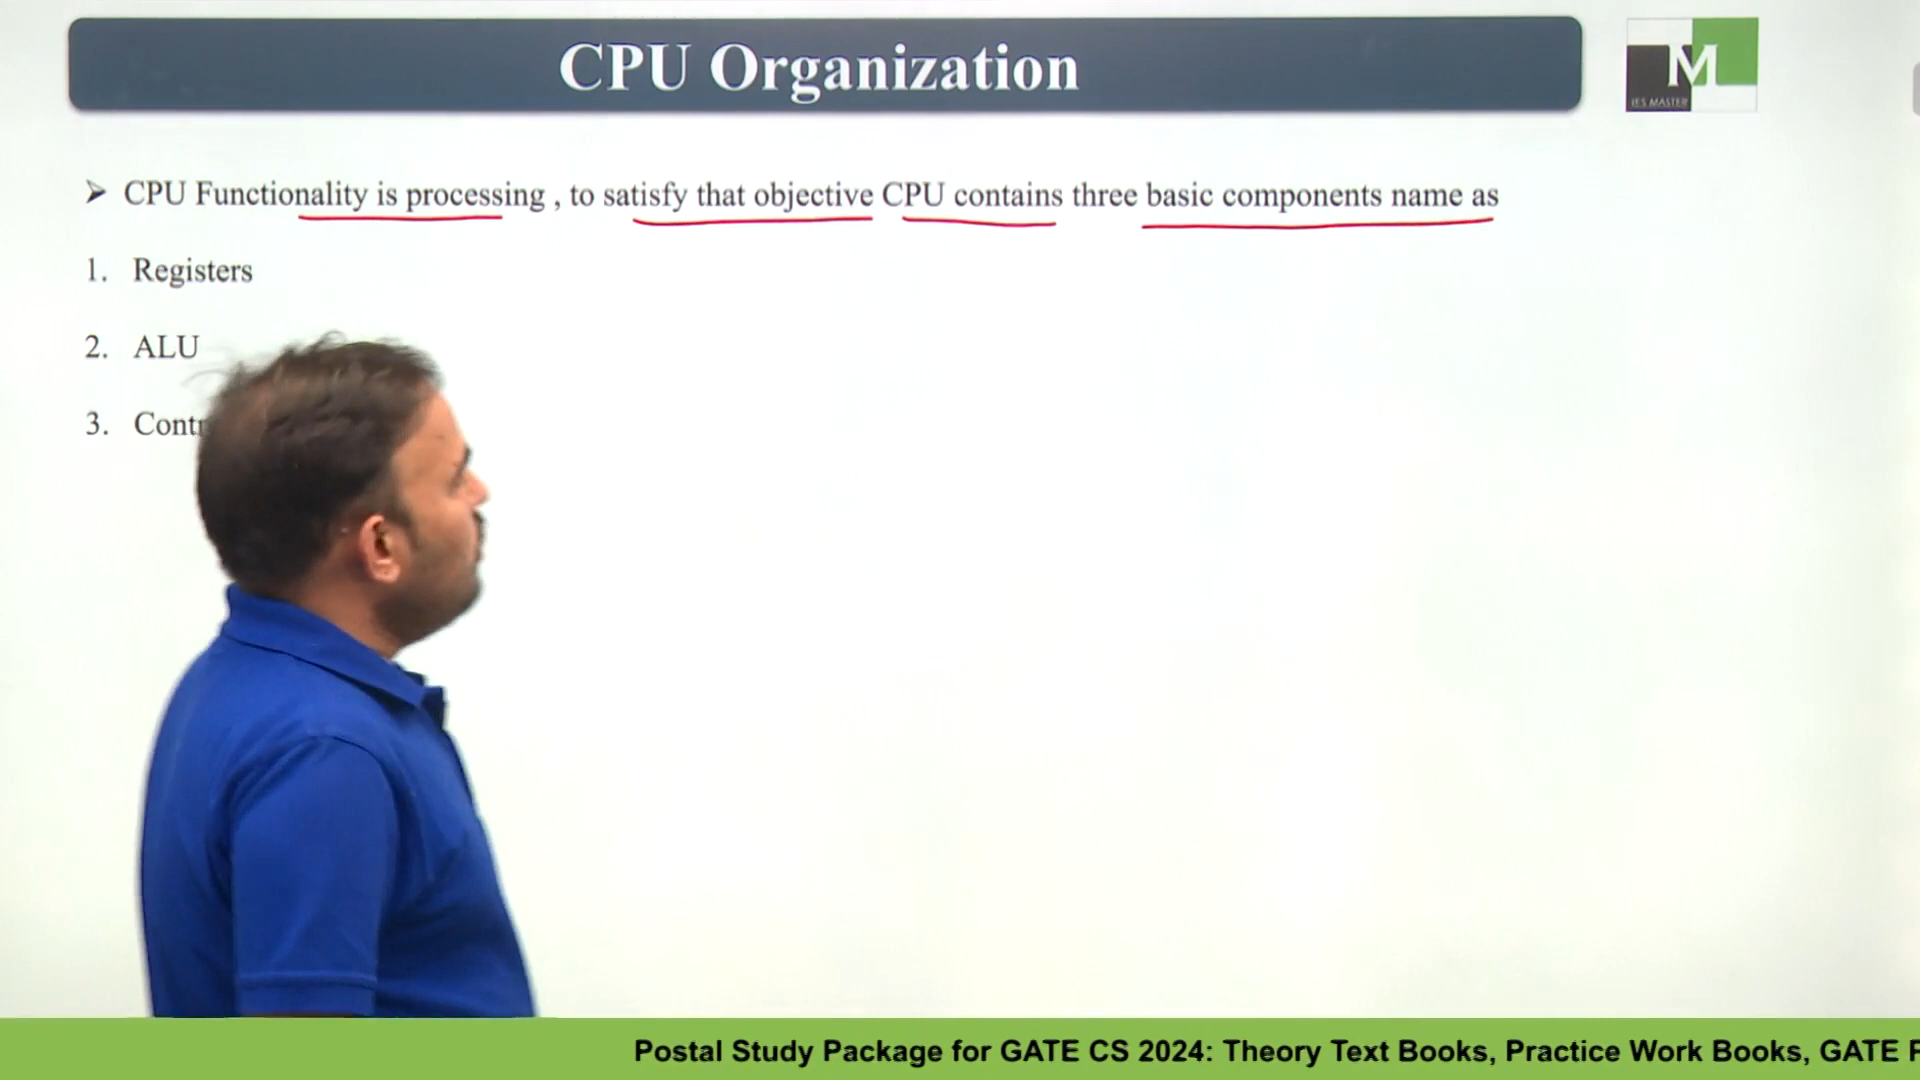 CPU Organization
M
IES MASTER
➤ CPU Functionality is processing , to satisfy that objective CPU contains three basic components name as
1. Registers
2. ALU
3.
Postal Study Package for GATE CS 2024: Theory Text Books, Practice Work Books, GATE